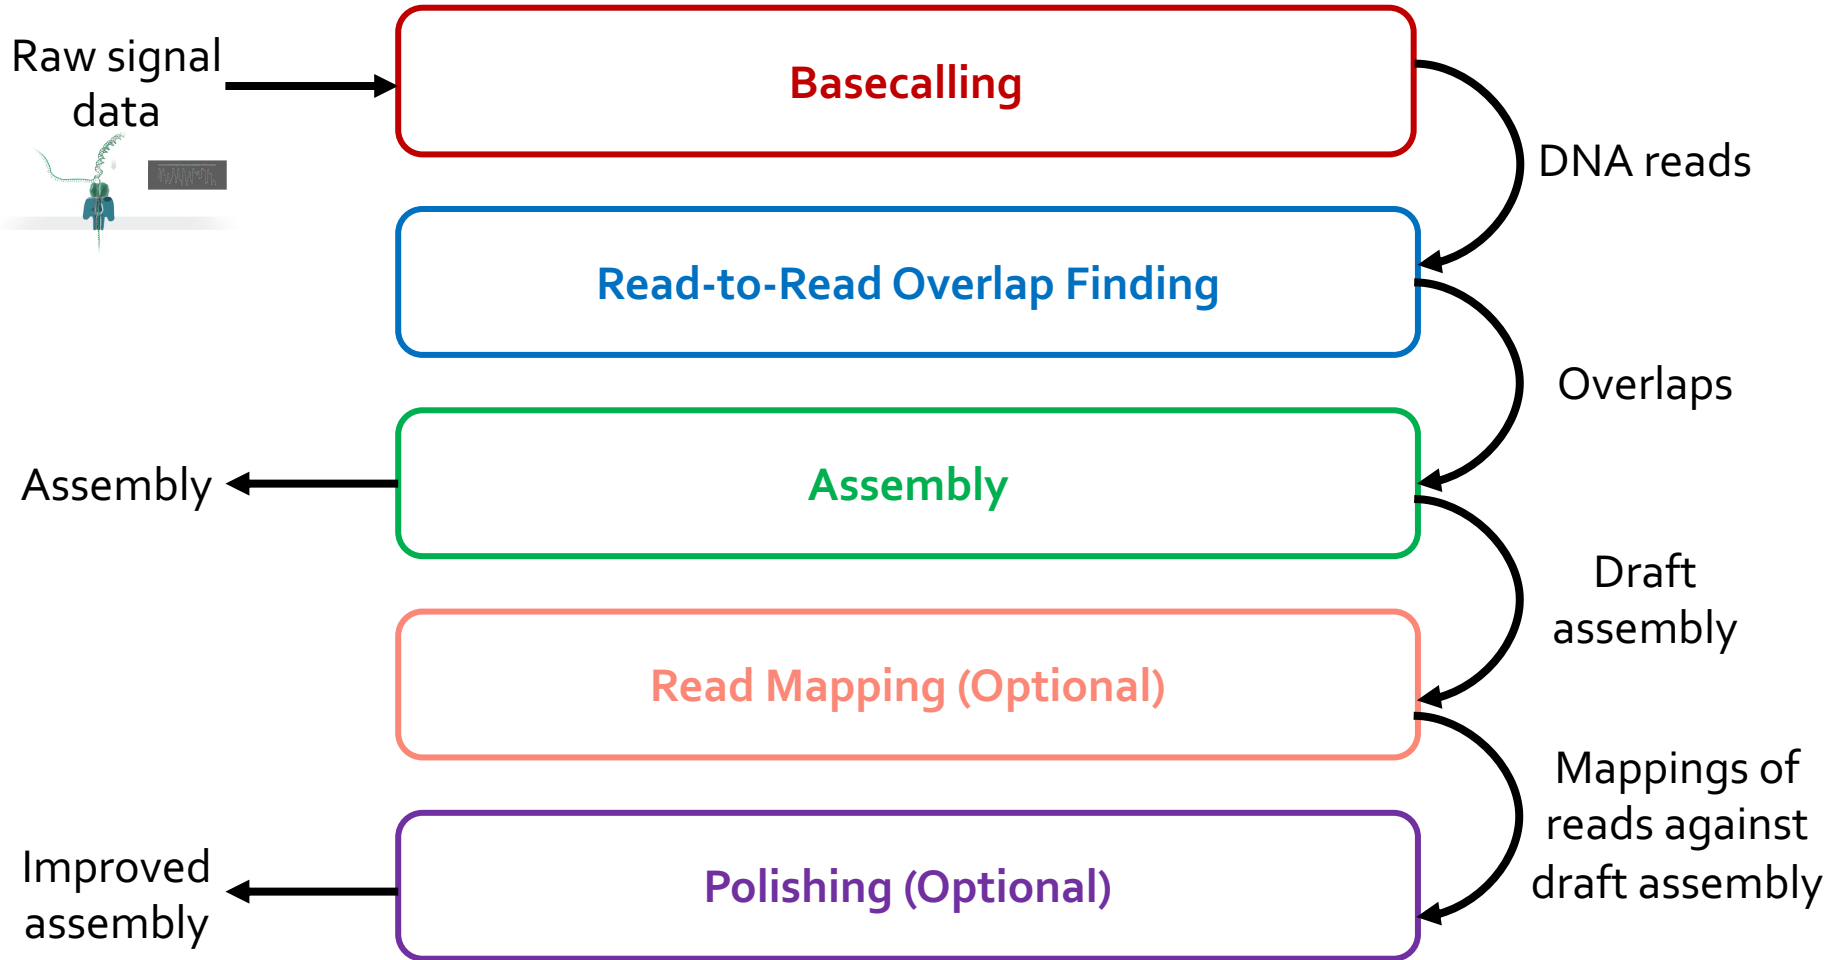 Raw signal
data
Basecalling
DNA reads
Read-to-Read Overlap Finding
Overlaps
Assembly
Assembly
Draft
assembly
Read Mapping (Optional)
Mappings of
reads against
draft assembly
Polishing (Optional)
Improved
assembly